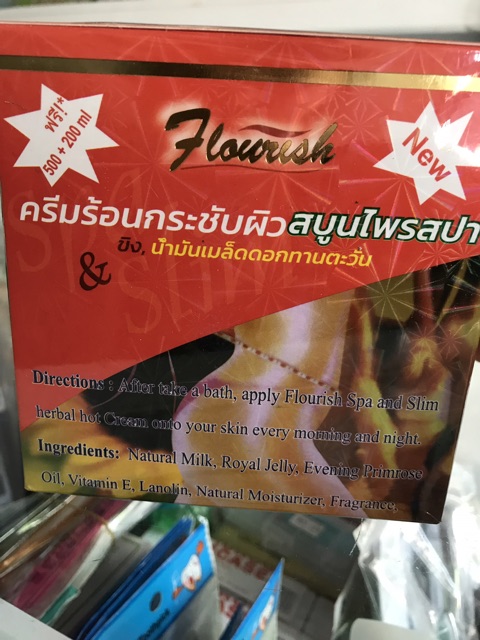 ฟรี!*
500 + 200 ml
Flourish
New
ครีมร้อนกระชับผิวสบูนไพรสปา
ขิง, น้ำมันเมล็ดดอกทานตะวัน
&
Directions : After take a bath, apply Flourish Spa and Slim
herbal hot Cream onto your skin every morning and night.
Ingredients: Natural Milk, Royal Jelly, Evening Primrose
Oil, Vitamin E, Lanolin, Natural Moisturizer, Fragrance,